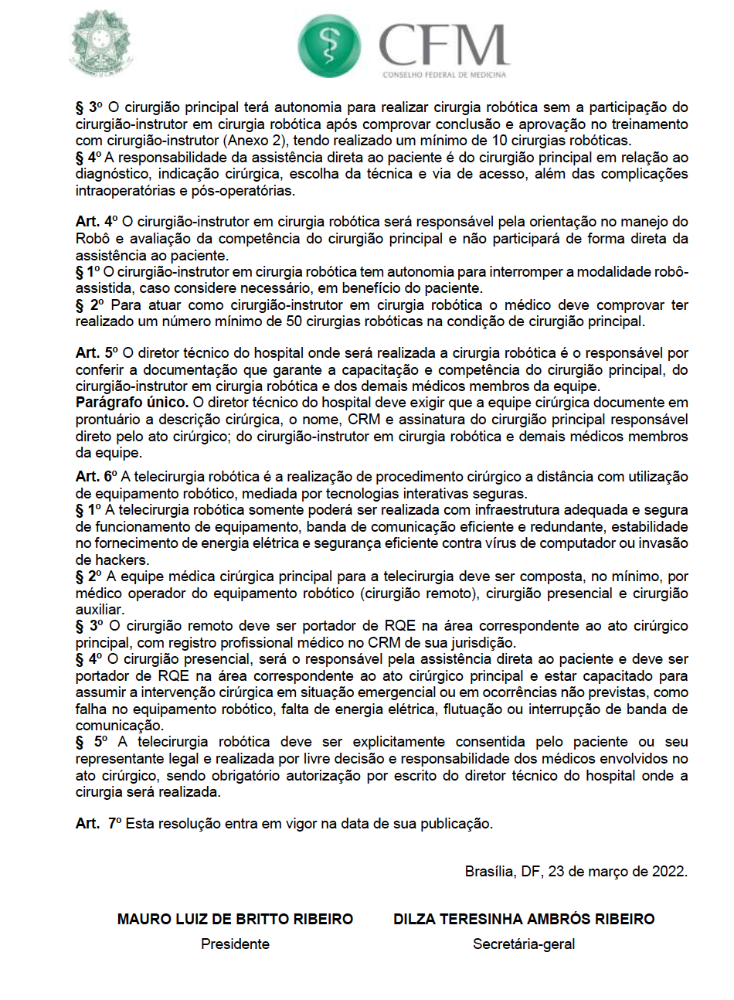 CFM
CONSELHO FEDERAL DE MEDICINA
§ 3º O cirurgião principal terá autonomia para realizar cirurgia robótica sem a participação do
cirurgião-instrutor em cirurgia robótica após comprovar conclusão e aprovação no treinamento
com cirurgião-instrutor (Anexo 2), tendo realizado um mínimo de 10 cirurgias robóticas.
§ 4º A responsabilidade da assistência direta ao paciente é do cirurgião principal em relação ao
diagnóstico, indicação cirúrgica, escolha da técnica e via de acesso, além das complicações
intraoperatórias e pós-operatórias.
Art. 4º O cirurgião-instrutor em cirurgia robótica será responsável pela orientação no manejo do
Robô e avaliação da competência do cirurgião principal e não participará de forma direta da
assistência ao paciente.
§ 1º O cirurgião-instrutor em cirurgia robótica tem autonomia para interromper a modalidade robô-
assistida, caso considere necessário, em benefício do paciente.
§ 2º Para atuar como cirurgião-instrutor em cirurgia robótica o médico deve comprovar ter
realizado um número mínimo de 50 cirurgias robóticas na condição de cirurgião principal.
Art. 5º O diretor técnico do hospital onde será realizada a cirurgia robótica é o responsável por
conferir a documentação que garante a capacitação e competência do cirurgião principal, do
cirurgião-instrutor em cirurgia robótica e dos demais médicos membros da equipe.
Parágrafo único. O diretor técnico do hospital deve exigir que a equipe cirúrgica documente em
prontuário a descrição cirúrgica, o nome, CRM e assinatura do cirurgião principal responsável
direto pelo ato cirúrgico; do cirurgião-instrutor em cirurgia robótica e demais médicos membros
da equipe.
Art. 6º A telecirurgia robótica é a realização de procedimento cirúrgico a distância com utilização
de equipamento robótico, mediada por tecnologias interativas seguras.
§ 1º A telecirurgia robótica somente poderá ser realizada com infraestrutura adequada e segura
de funcionamento de equipamento, banda de comunicação eficiente e redundante, estabilidade
no fornecimento de energia elétrica e segurança eficiente contra vírus de computador ou invasão
de hackers.
§ 2º A equipe médica cirúrgica principal para a telecirurgia deve ser composta, no mínimo, por
médico operador do equipamento robótico (cirurgião remoto), cirurgião presencial e cirurgião
auxiliar.
§ 3º O cirurgião remoto deve ser portador de RQE na área correspondente ao ato cirúrgico
principal, com registro profissional médico no CRM de sua jurisdição.
§ 4º O cirurgião presencial, será o responsável pela assistência direta ao paciente e deve ser
portador de RQE na área correspondente ao ato cirúrgico principal e estar capacitado para
assumir a intervenção cirúrgica em situação emergencial ou em ocorrências não previstas, como
falha no equipamento robótico, falta de energia elétrica, flutuação ou interrupção de banda de
comunicação.
§ 5º A telecirurgia robótica deve ser explicitamente consentida pelo paciente ou seu
representante legal e realizada por livre decisão e responsabilidade dos médicos envolvidos no
ato cirúrgico, sendo obrigatório autorização por escrito do diretor técnico do hospital onde a
cirurgia será realizada.
Art. 7º Esta resolução entra em vigor na data de sua publicação.
Brasília, DF, 23 de março de 2022.
MAURO LUIZ DE BRITTO RIBEIRO DILZA TERESINHA AMBRÓS RIBEIRO
Presidente Secretária-geral